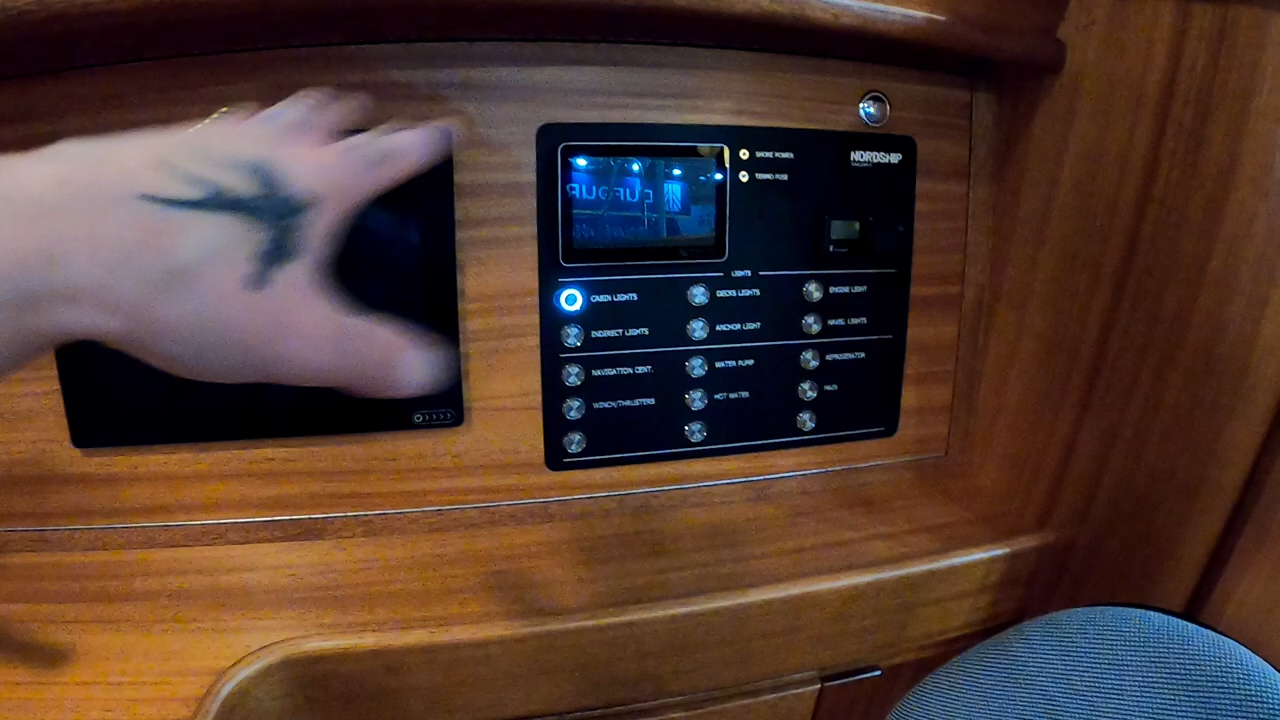 SHORE POWER
NORDSHIP
DUFOUR
LIGHTS
CABIN LIGHTS
DECKS LIGHTS
ENGINE LIGHT
INDIRECT LIGHTS
ANCHOR LIGHT
NAVIG. LIGHTS
NAVIGATION CENT.
WATER PUMP
REFRIGERATOR
WINCH/THRUSTERS
HOT WATER